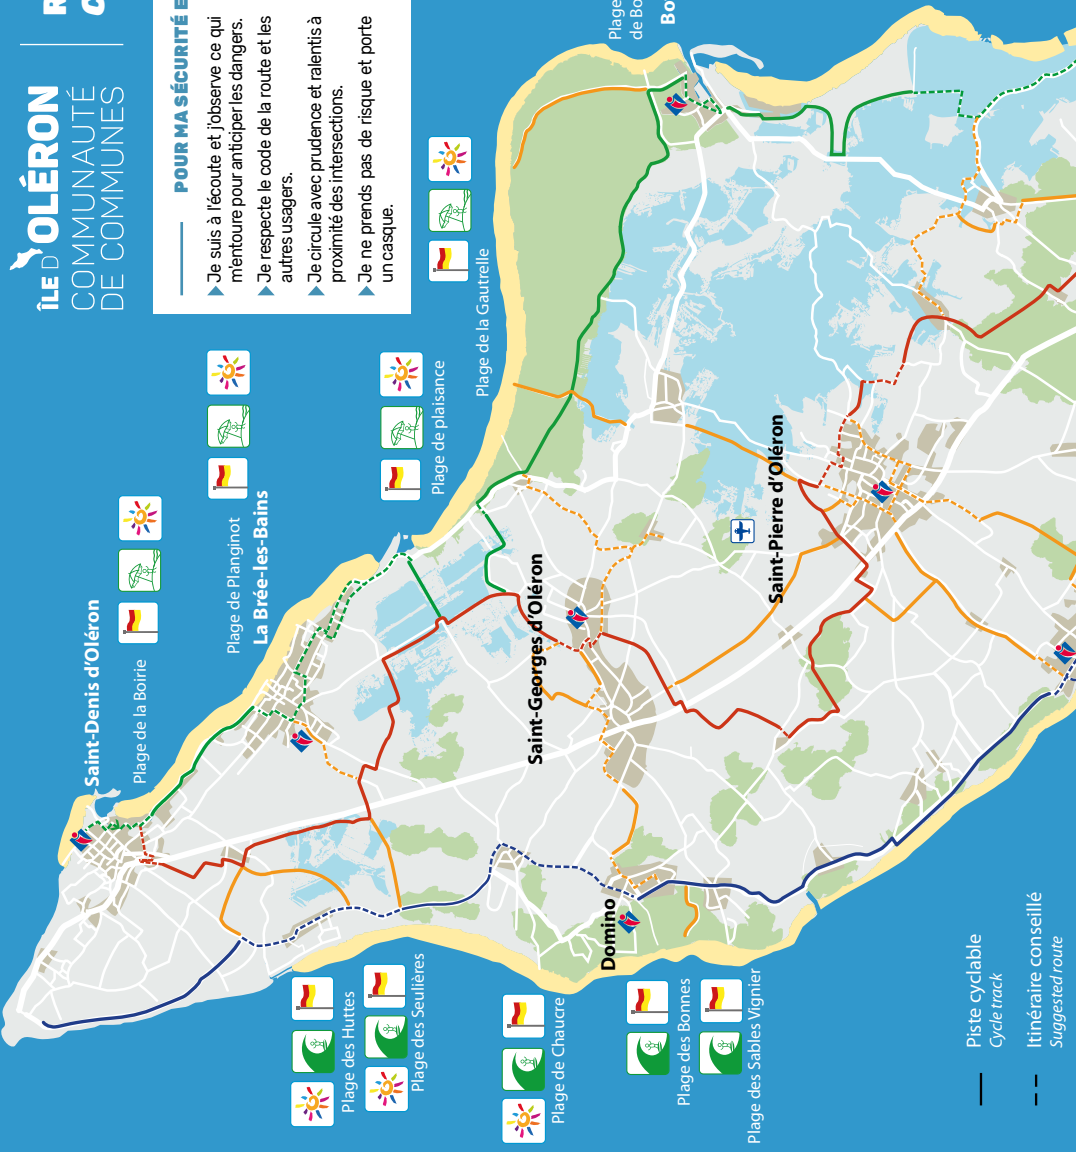 ÎLE D'OLÉRON
COMMUNAUTÉ
DE COMMUNES
POUR MA SÉCURITÉ E
Je suis à l'écoute et j'observe ce qui
m'entoure pour anticiper les dangers.
Je respecte le code de la route et les
autres usagers.
Je circule avec prudence et ralentis à
proximité des intersections.
Je ne prends pas de risque et porte
un casque.
Saint-Denis d'Oléron
Plage de la Boirie
Plage de Planginot
La Brée-les-Bains
Plage de plaisance
Plage de la Gautrelle
Plage
de Bo
Bo
Saint-Georges d'Oléron
Saint-Pierre d'Oléron
Domino
Plage des Huttes
Plage des Seulières
Plage de Chaucre
Plage des Bonnes
Plage des Sables Vignier
Piste cyclable
Cycle track
Itinéraire conseillé
Suggested route